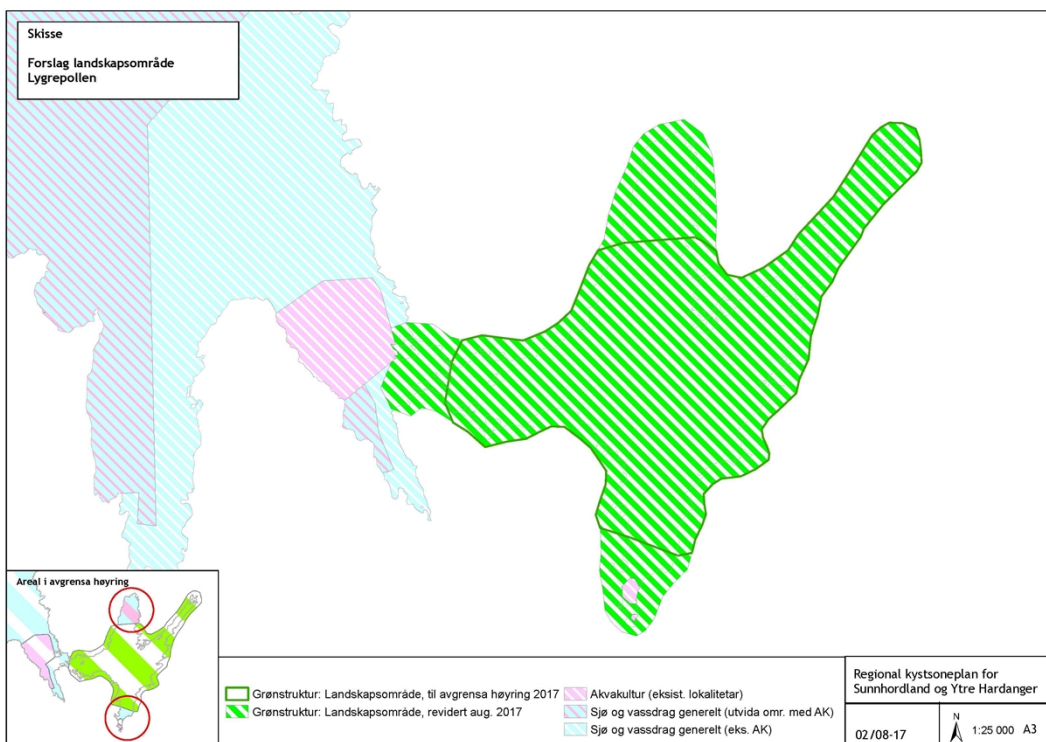 Skisse
Forslag landskapsområde
Lygrepollen
Areal i avgrensa høyring
Grønstruktur: Landskapsområde, til avgrensa høyring 2017
Grønstruktur: Landskapsområde, revidert aug. 2017
Akvakultur (eksist. lokalitetar)
Sjø og vassdrag generelt (utvida omr. med AK)
Sjø og vassdrag generelt (eks. AK)
Regional kystsoneplan for
Sunnhordland og Ytre Hardanger
02/08-17
N
1:25 000 A3